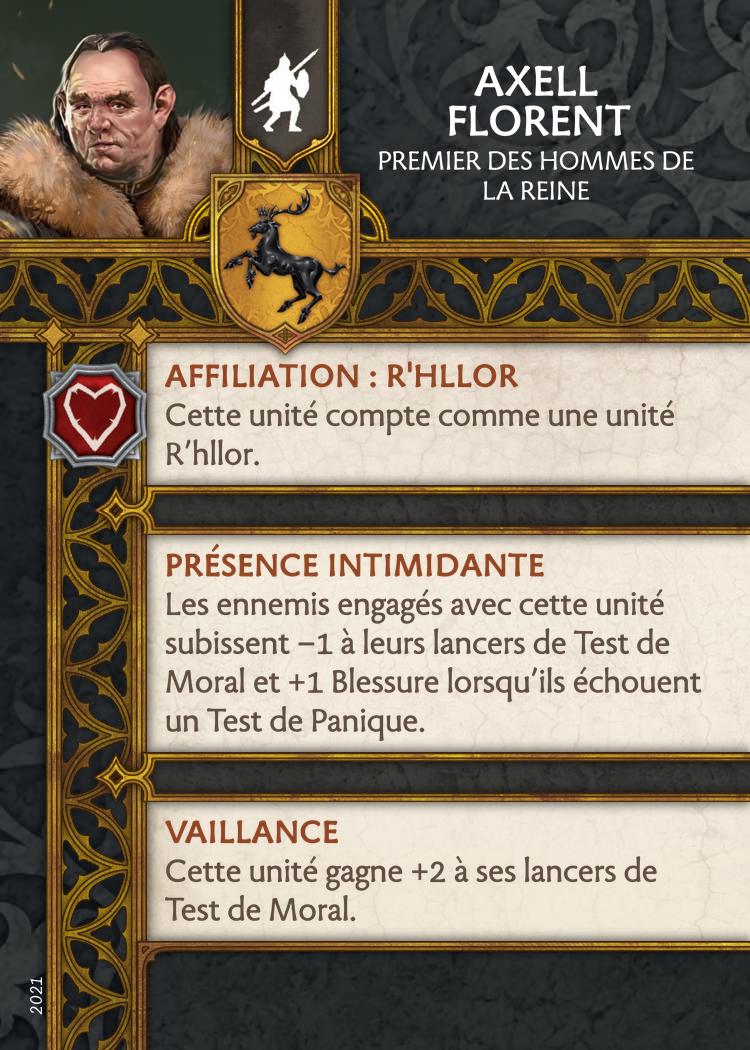 AXELL
FLORENT
PREMIER DES HOMMES DE
LA REINE
AFFILIATION : R'HLLOR
Cette unité compte comme une unité
R'hllor.
PRÉSENCE INTIMIDANTE
Les ennemis engagés avec cette unité
subissent –1 à leurs lancers de Test de
Moral et +1 Blessure lorsqu'ils échouent
un Test de Panique.
VAILLANCE
Cette unité gagne +2 à ses lancers de
Test de Moral.
2021